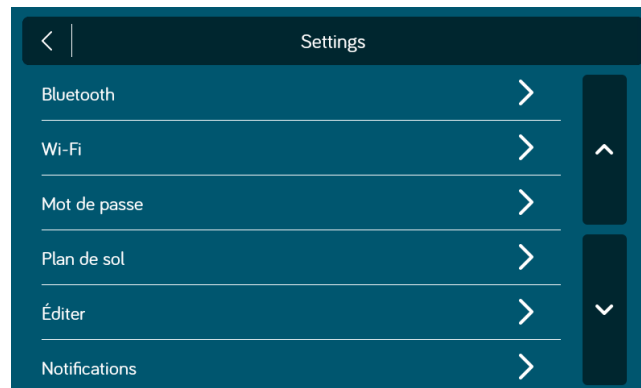 Settings
Bluetooth
Wi-Fi
Mot de passe
Plan de sol
Éditer
Notifications